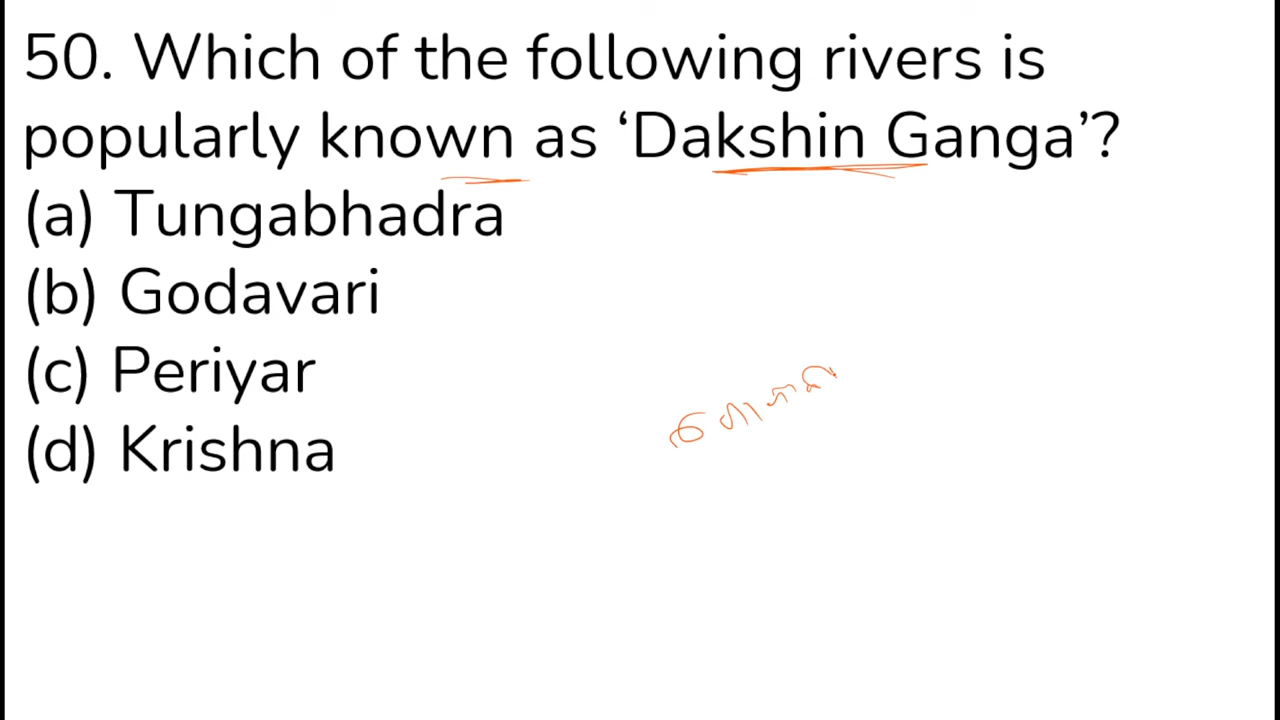 50. Which of the following rivers is
popularly known as ‘Dakshin Ganga’?
(a) Tungabhadra
(b) Godavari
(c) Periyar
(d) Krishna